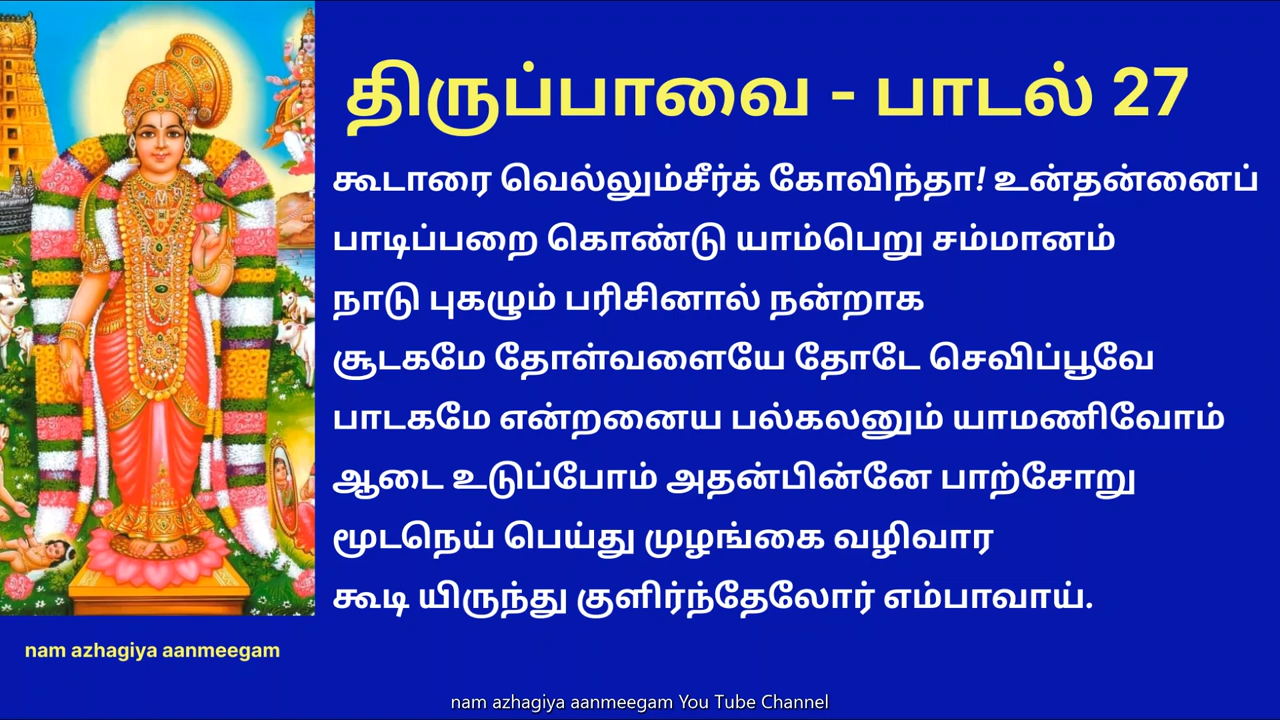 திருப்பாவை - பாடல் 27
கூடாரை வெல்லும்சீர்க் கோவிந்தா! உன்தன்னைப்
பாடிப்பறை கொண்டு யாம்பெறு சம்மானம்
நாடு புகழும் பரிசினால் நன்றாக
சூடகமே தோள்வளையே தோடே செவிப்பூவே
பாடகமே என்றனைய பல்கலனும் யாமணிவோம்
ஆடை உடுப்போம் அதன்பின்னே பாற்சோறு
மூடநெய் பெய்து முழங்கை வழிவார
கூடி யிருந்து குளிர்ந்தேலோர் எம்பாவாய்.
nam azhagiya aanmeegam
nam azhagiya aanmeegam You Tube Channel